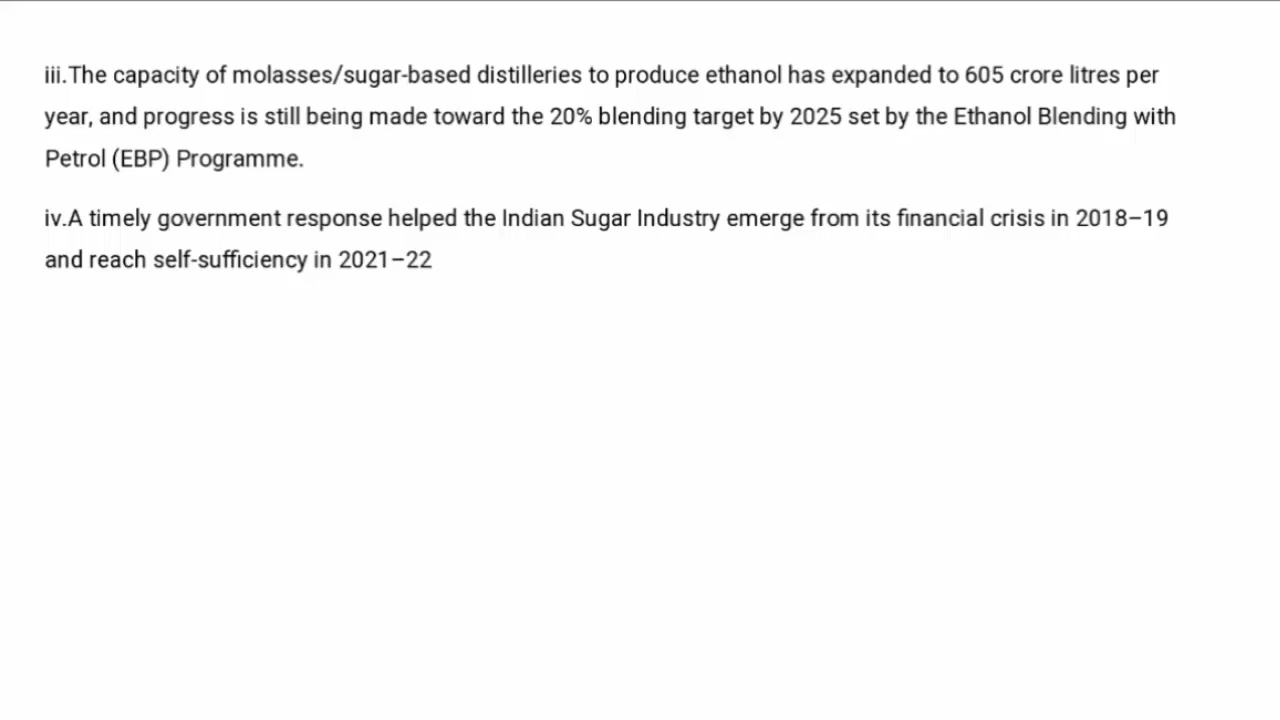 iii.The capacity of molasses/sugar-based distilleries to produce ethanol has expanded to 605 crore litres per
year, and progress is still being made toward the 20% blending target by 2025 set by the Ethanol Blending with
Petrol (EBP) Programme.
iv.A timely government response helped the Indian Sugar Industry emerge from its financial crisis in 2018–19
and reach self-sufficiency in 2021–22